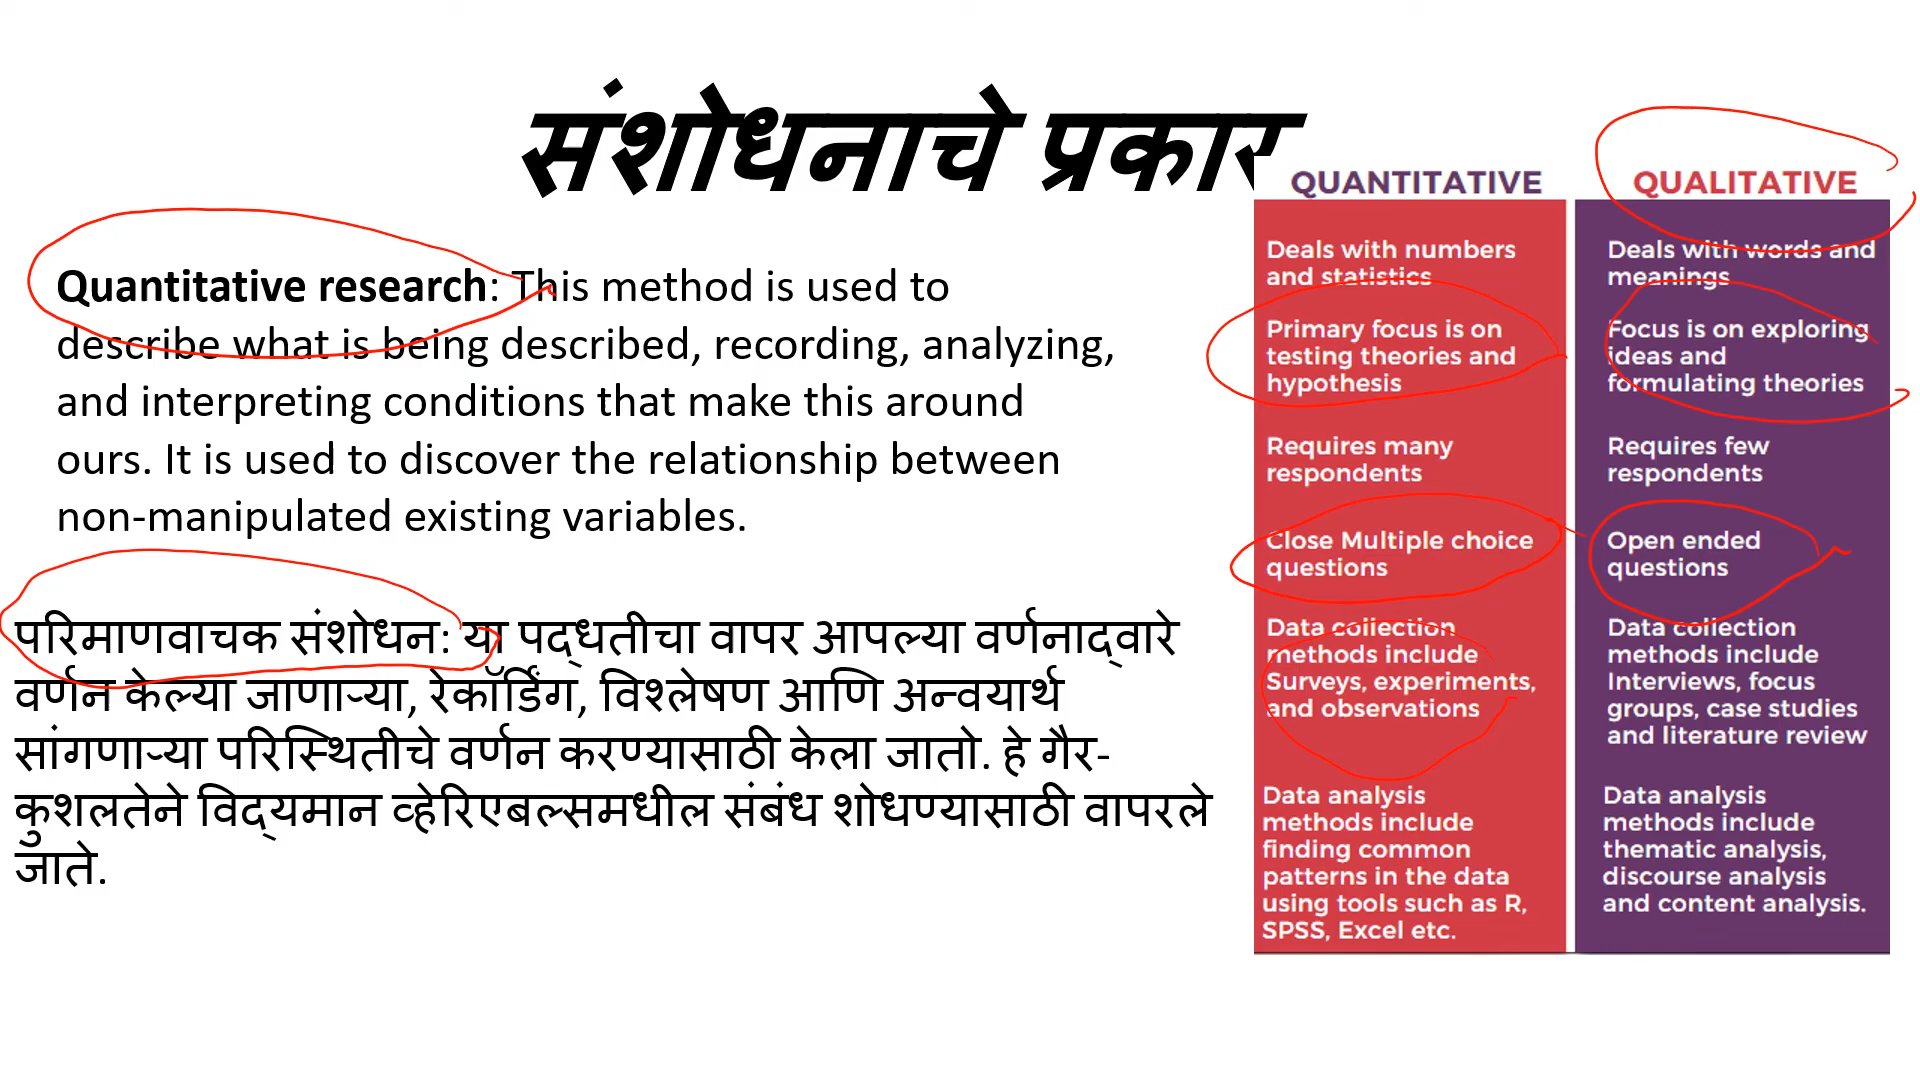 संशोधनाचे प्रकार
Quantitative research: This method is used to
describe what is being described, recording, analyzing,
and interpreting conditions that make this around
ours. It is used to discover the relationship between
non-manipulated existing variables.
परिमाणवाचक संशोधन: या पद्धतीचा वापर आपल्या वर्णनाद्वारे
वर्णन केल्या जाणाऱ्या, रेकॉर्डिंग, विश्लेषण आणि अन्वयार्थ
सांगणाऱ्या परिस्थितीचे वर्णन करण्यासाठी केला जातो. हे गैर-
कुशलतेने विद्यमान व्हेरिएबल्समधील संबंध शोधण्यासाठी वापरले
जाते.
QUANTITATIVE
Deals with numbers
and statistics
Primary focus is on
testing theories and
hypothesis
Requires many
respondents
Close Multiple choice
questions
Data collection
methods include
Surveys, experiments,
and observations
Data analysis
methods include
finding common
patterns in the data
using tools such as R,
SPSS, Excel etc.
QUALITATIVE
Deals with words and
meanings
Focus is on exploring
ideas and
formulating theories
Requires few
respondents
Open ended
questions
Data collection
methods include
Interviews, focus
groups, case studies
and literature review
Data analysis
methods include
thematic analysis,
discourse analysis
and content analysis.